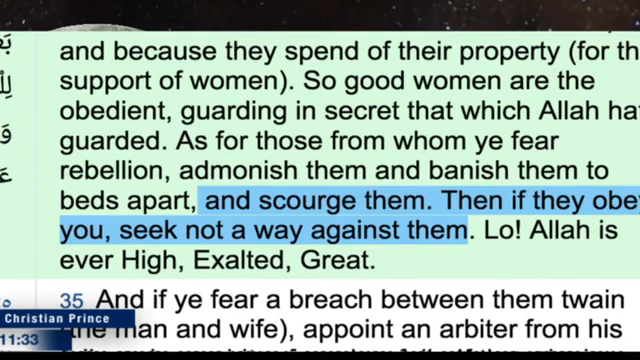 and because they spend of their property (for th
support of women). So good women are the
obedient, guarding in secret that which Allah hat
guarded. As for those from whom ye fear
rebellion, admonish them and banish them to
beds apart, and scourge them. Then if they obe
you, seek not a way against them. Lo! Allah is
ever High, Exalted, Great.
35 And if ye fear a breach between them twain
Christian Prince
(the man and wife), appoint an arbiter from his
11:33